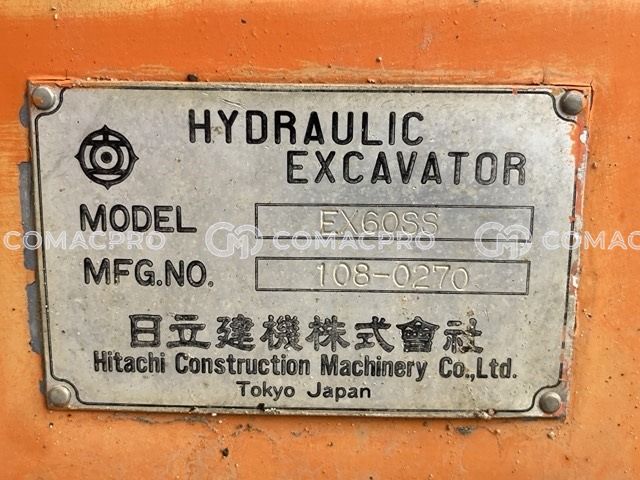 HYDRAULIC
EXCAVATOR
MODEL EX60SS
COMACPRO COMACPRO COMACPRO
MFG.NO. 108-0270
日立建機株式會社
Hitachi Construction Machinery Co.,Ltd.
Tokyo Japan